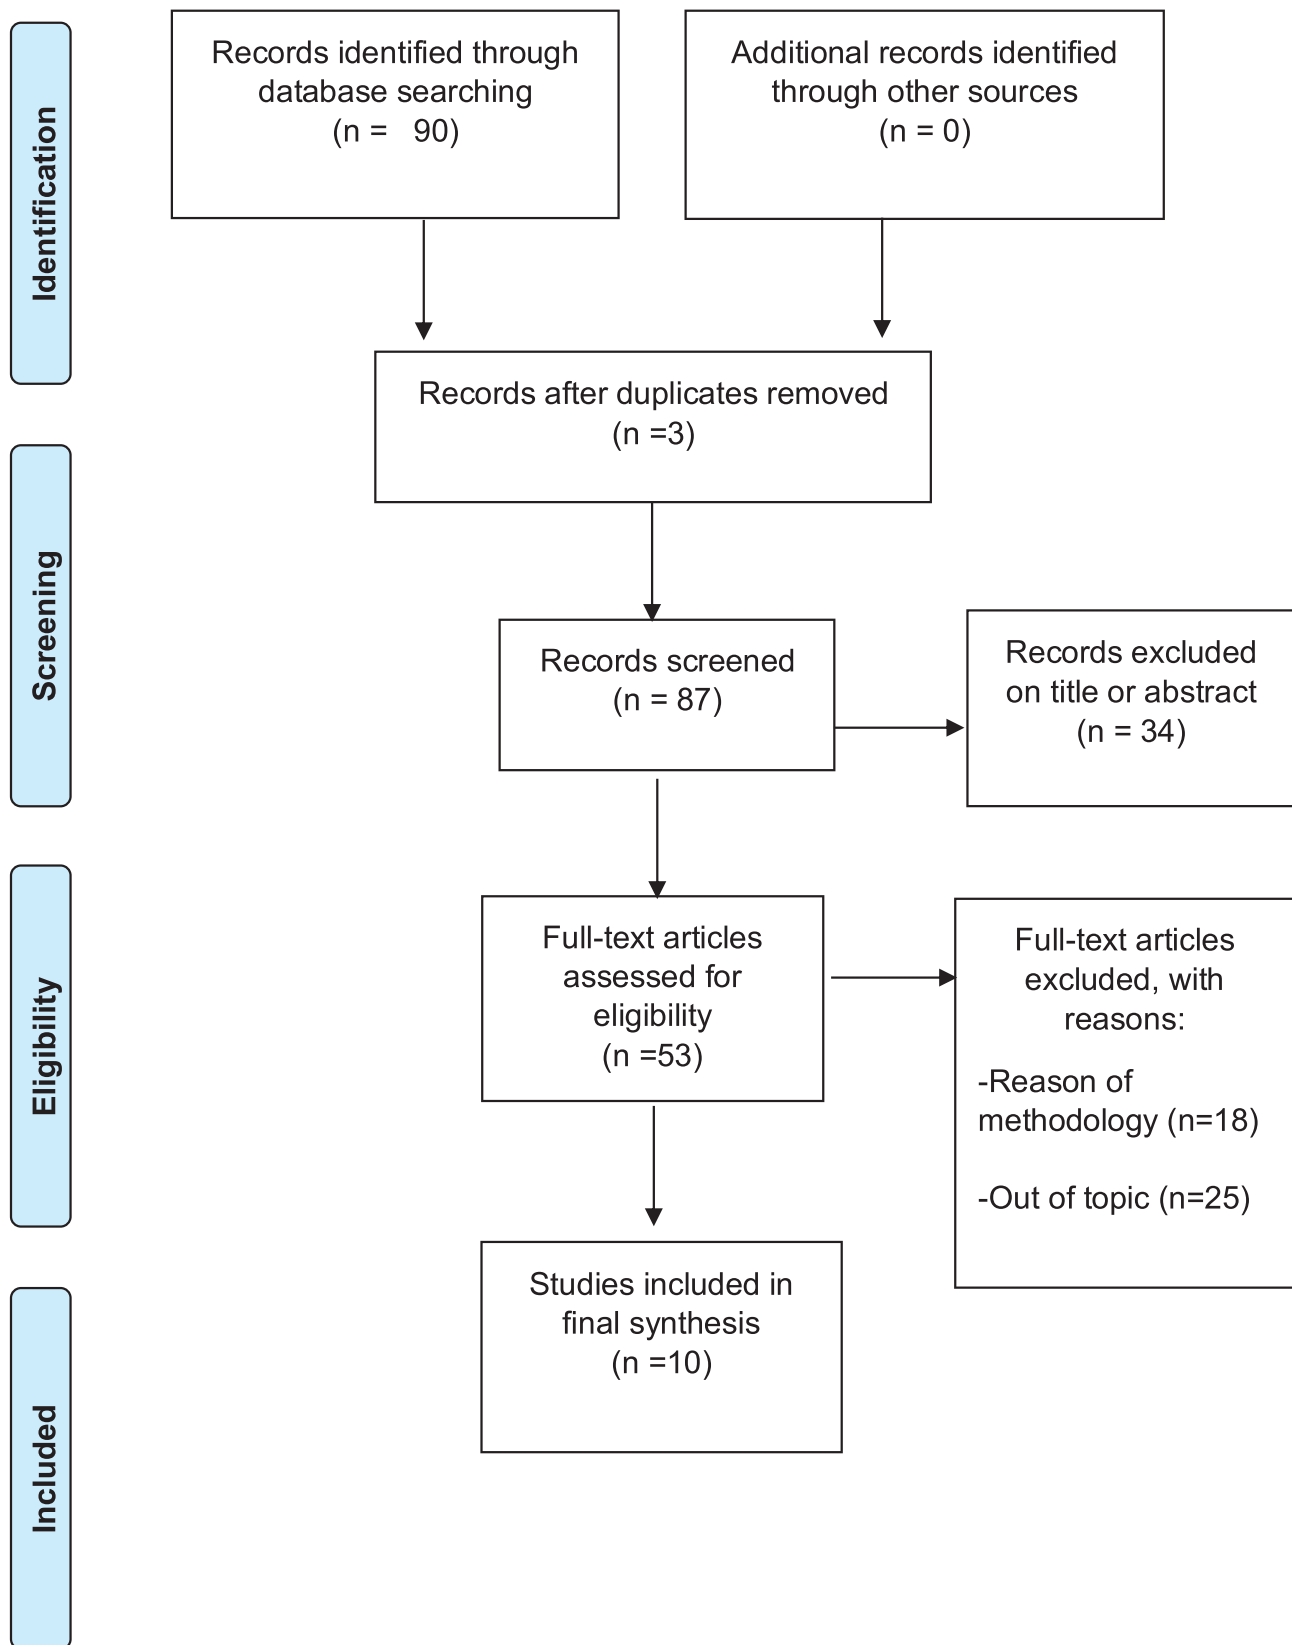 Identification
Records identified through
database searching
(n =   90)
Additional records identified
through other sources
(n = 0)
Records after duplicates removed
(n =3)
Screening
Records screened
(n = 87)
Records excluded
on title or abstract
(n = 34)
Eligibility
Full-text articles
assessed for
eligibility
(n =53)
Full-text articles
excluded, with
reasons:
-Reason of
methodology (n=18)
-Out of topic (n=25)
Included
Studies included in
final synthesis
(n =10)